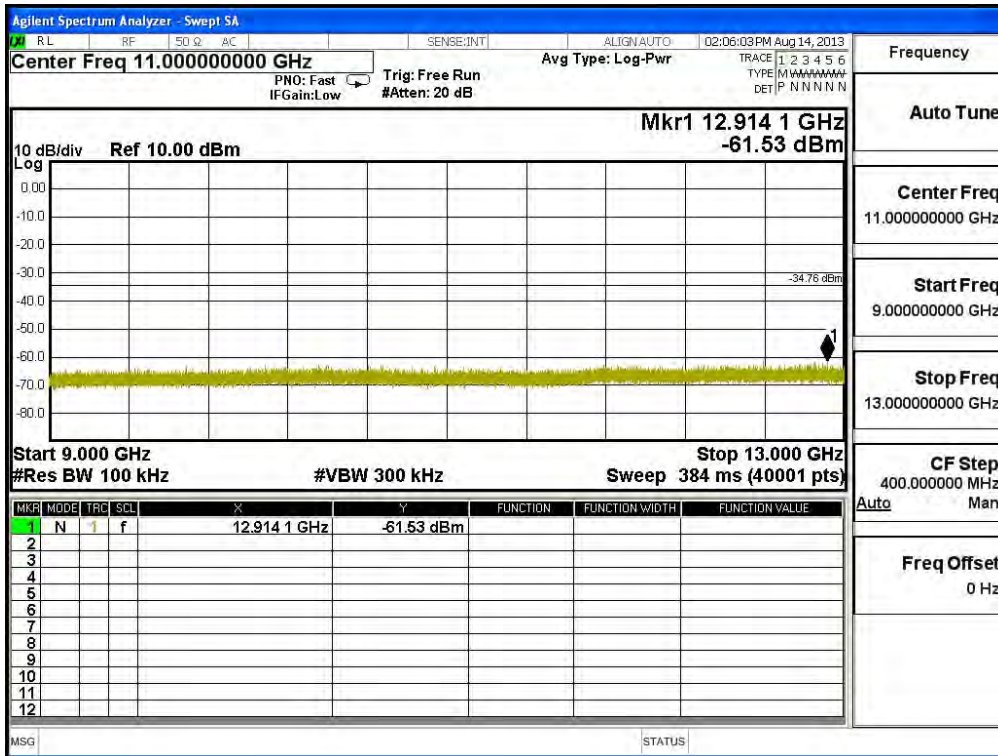 Agilent Spectrum Analyzer - Swept SA
RL RF 50 Ω AC SENSE:INT ALIGNAUTO 02:06:03 PM Aug 14, 2013
Center Freq 11.000000000 GHz
PNO: Fast
IFGain:Low
Trig: Free Run
#Atten: 20 dB
Avg Type: Log-Pwr
TRACE 1 2 3 4 5 6
TYPE M
DET P N N N N N
Mkr1 12.914 1 GHz
-61.53 dBm
10 dB/div Ref 10.00 dBm
Log
0.00
-10.0
-20.0
-30.0
-34.76 dBm
-40.0
-50.0
1
-60.0
-70.0
-80.0
Start 9.000 GHz Stop 13.000 GHz
#Res BW 100 kHz #VBW 300 kHz Sweep 384 ms (40001 pts)
MKR MODE TRC SCL X Y FUNCTION FUNCTION WIDTH FUNCTION VALUE
1 N 1 f 12.914 1 GHz -61.53 dBm
2
3
4
5
6
7
8
9
10
11
12
MSG STATUS
Frequency
Auto Tune
Center Freq
11.000000000 GHz
Start Freq
9.000000000 GHz
Stop Freq
13.000000000 GHz
CF Step
400.000000 MHz
Auto Man
Freq Offset
0 Hz